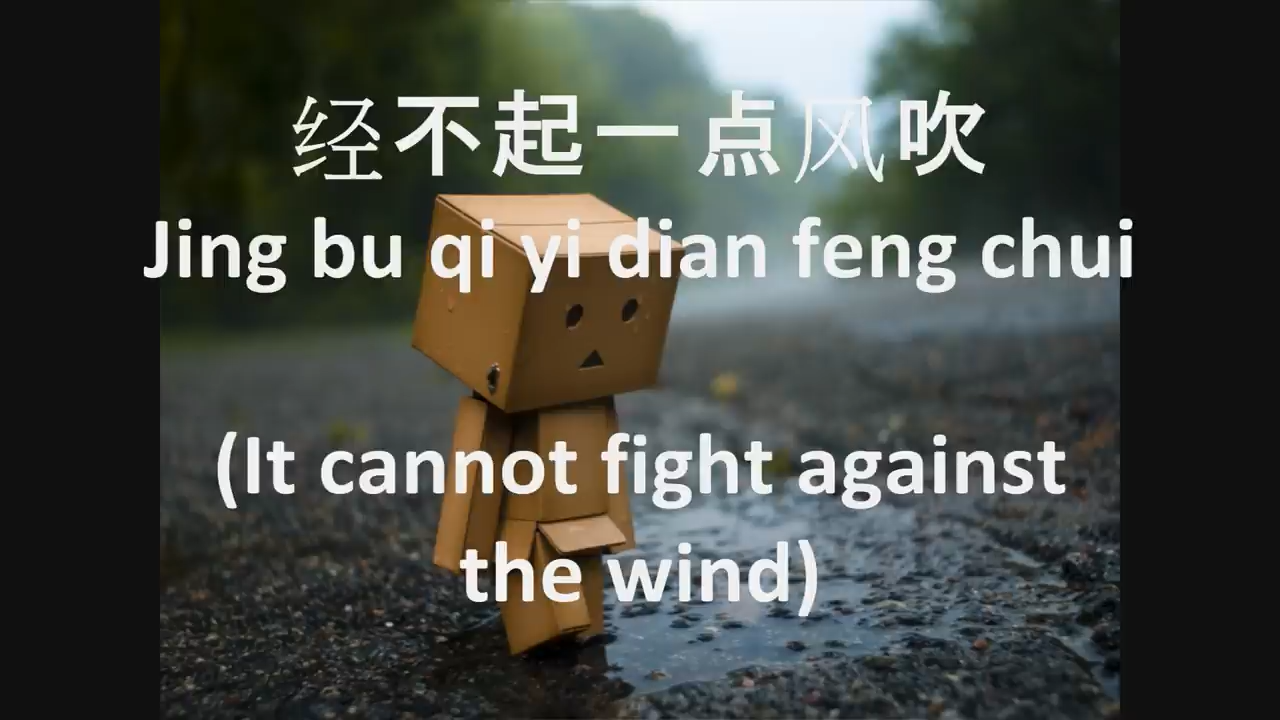 经不起一点风吹
Jing bu qi yi dian feng chui
(It cannot fight against
the wind)